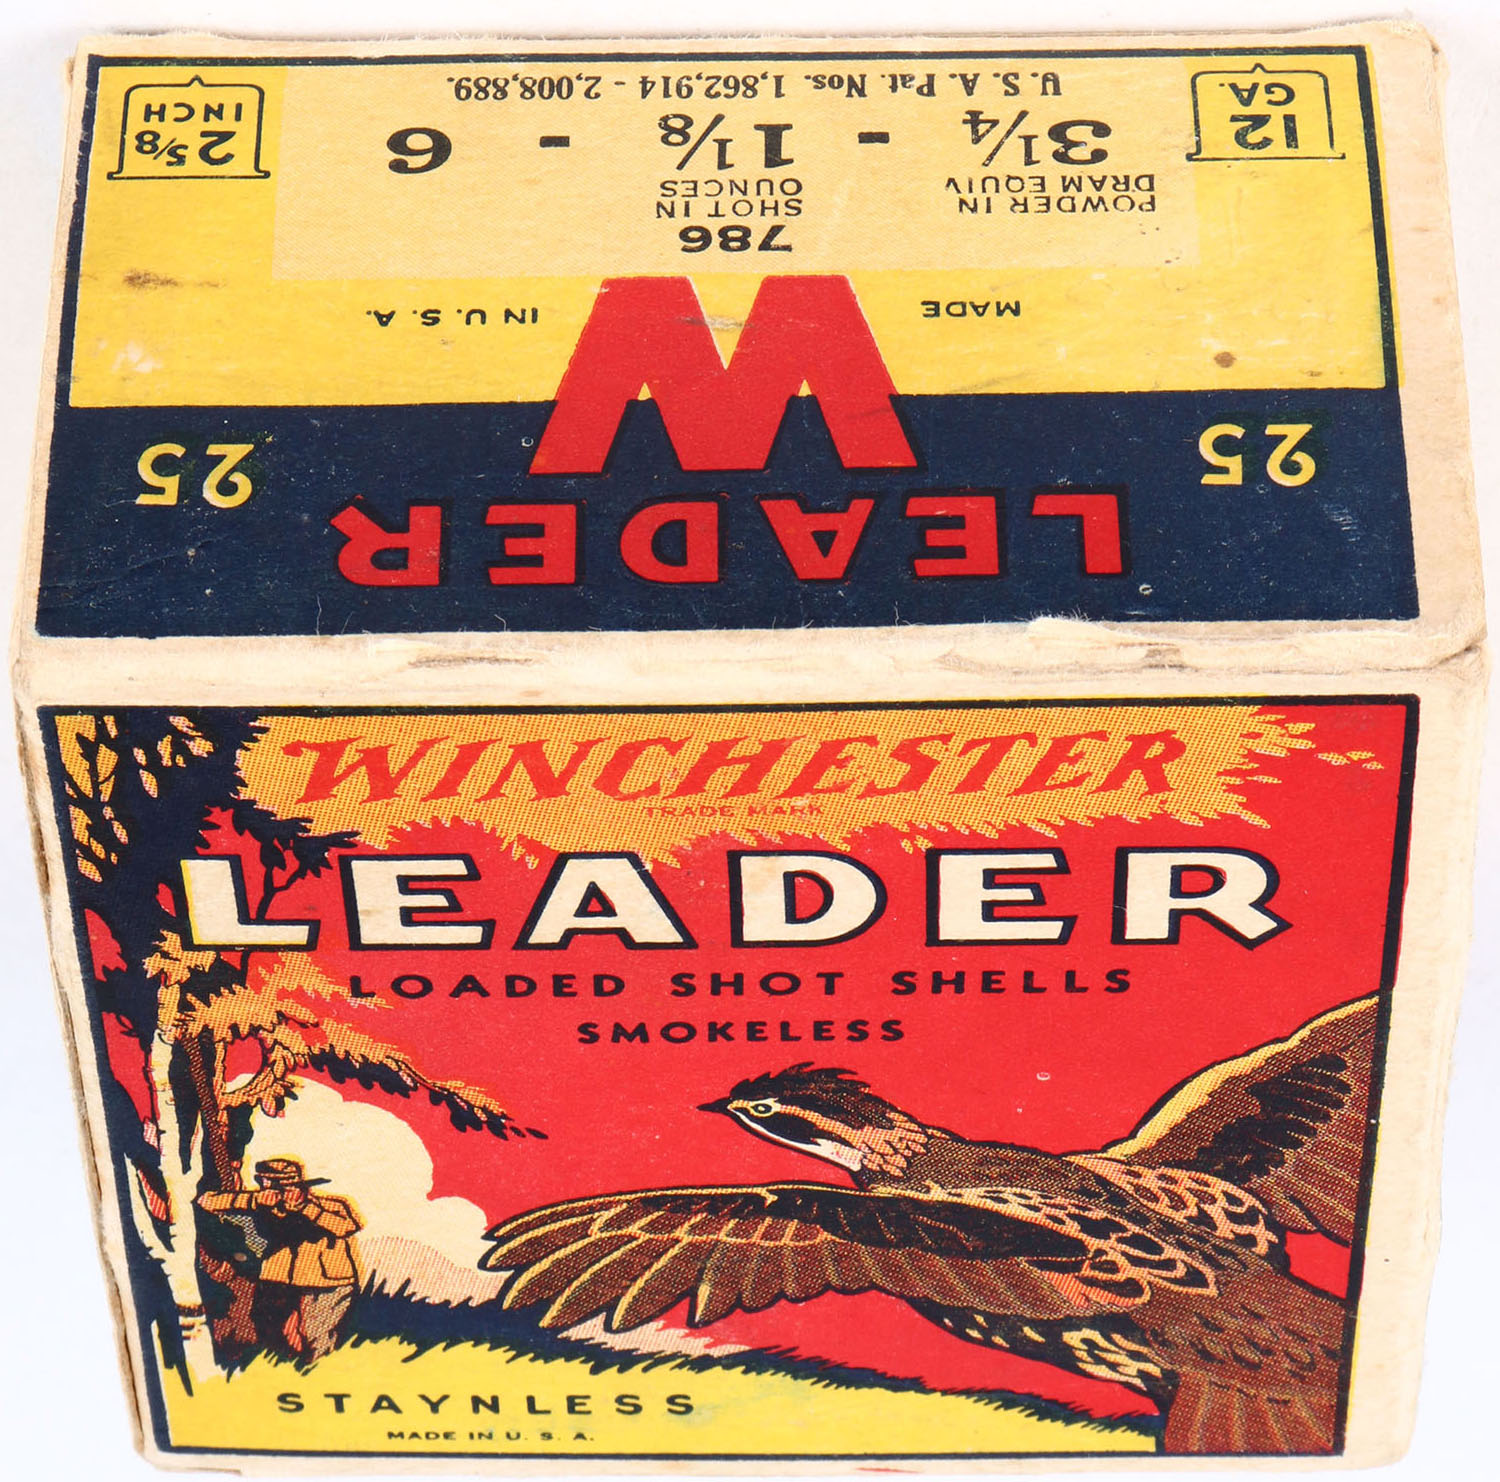 LEADER
25 W 25
MADE IN U.S.A.
786
POWDER IN SHOT IN
DRAM EQUIV OUNCES
12 3¼ - 1⅛ - 6 2⅝
GA. INCH
U.S.A. Pat. Nos. 1,862,914 - 2,008,889.
WINCHESTER
TRADE MARK
LEADER
LOADED SHOT SHELLS
SMOKELESS
STAYNLESS
MADE IN U.S.A.